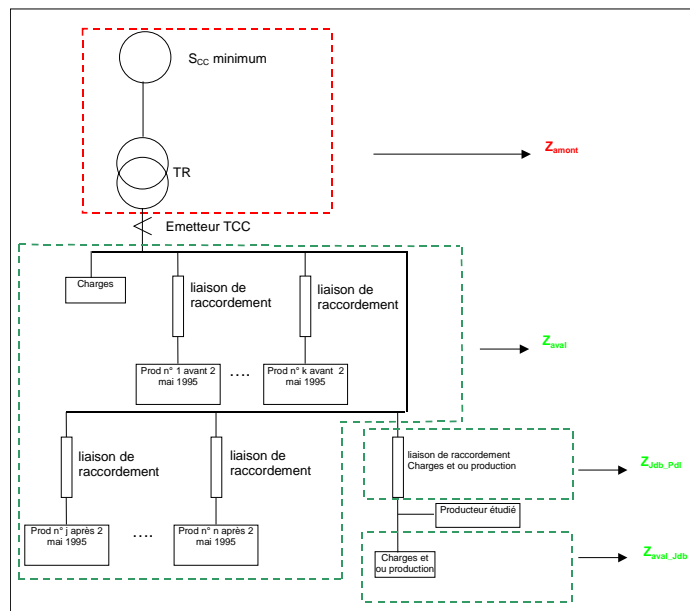 S_CC minimum
TR
Z_amont
Emetteur TCC
Charges
liaison de
raccordement
liaison de
raccordement
Z_aval
Prod n° 1 avant 2
mai 1995
....
Prod n° k avant 2
mai 1995
liaison de
raccordement
liaison de
raccordement
liaison de raccordement
Charges et ou production
Z_Jdb_Pdl
Producteur étudié
Prod n° j après 2
mai 1995
....
Prod n° n après 2
mai 1995
Charges et
ou production
Z_aval_Jdb